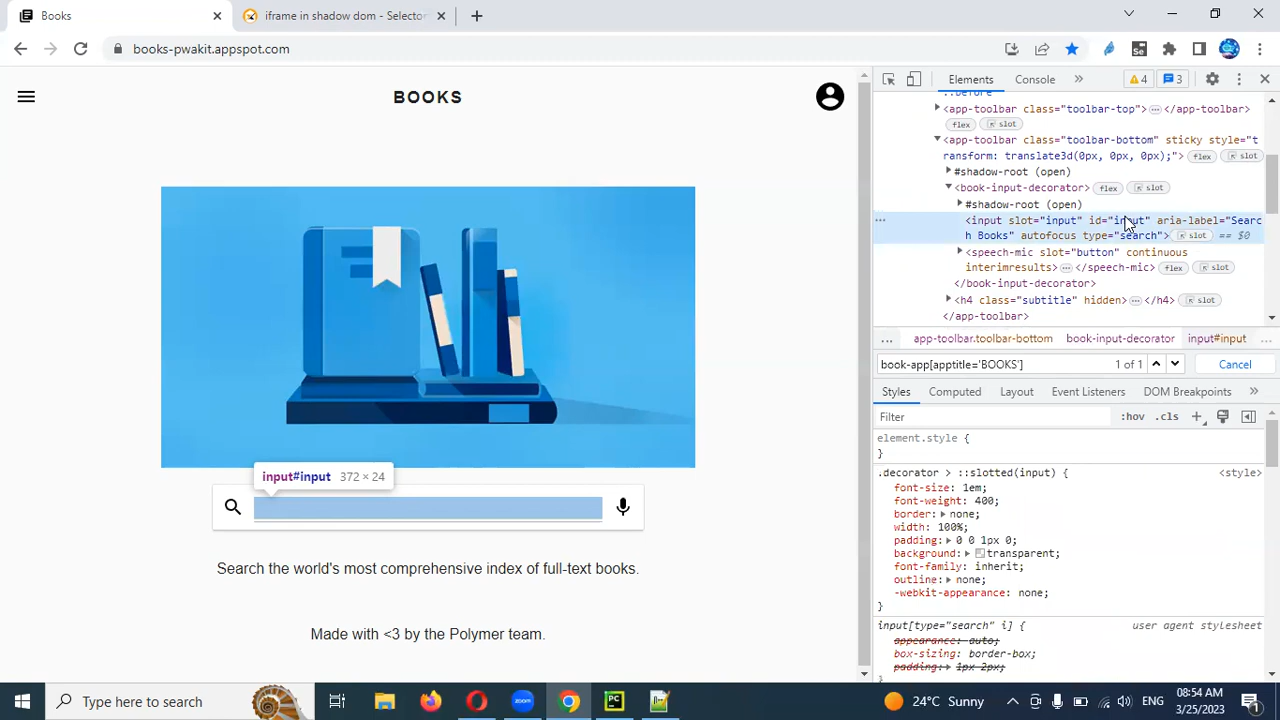 Books
iframe in shadow dom - Selector
books-pwakit.appspot.com
BOOKS
input#input 372 × 24
Search the world's most comprehensive index of full-text books.
Made with <3 by the Polymer team.
Elements Console » 4 3
::before
<app-toolbar class="toolbar-top"> … </app-toolbar>
flex slot
<app-toolbar class="toolbar-bottom" sticky style="t
ransform: translate3d(0px, 0px, 0px);"> flex slot
#shadow-root (open)
<book-input-decorator> flex slot
#shadow-root (open)
<input slot="input" id="input" aria-label="Searc
h Books" autofocus type="search"> slot == $0
<speech-mic slot="button" continuous
interimresults> … </speech-mic> flex slot
</book-input-decorator>
<h4 class="subtitle" hidden> … </h4> slot
</app-toolbar>
... app-toolbar.toolbar-bottom book-input-decorator input#input ...
book-app[apptitle='BOOKS'] 1 of 1 Cancel
Styles Computed Layout Event Listeners DOM Breakpoints »
Filter :hov .cls +
element.style {
}
.decorator > ::slotted(input) { <style>
font-size: 1em;
font-weight: 400;
border: none;
width: 100%;
padding: 0 0 1px 0;
background: transparent;
font-family: inherit;
outline: none;
-webkit-appearance: none;
}
input[type="search" i] { user agent stylesheet
appearance: auto;
box-sizing: border-box;
padding: 1px 2px;
Type here to search
zoom
PC
24°C Sunny
ENG
08:54 AM
3/25/2023
1